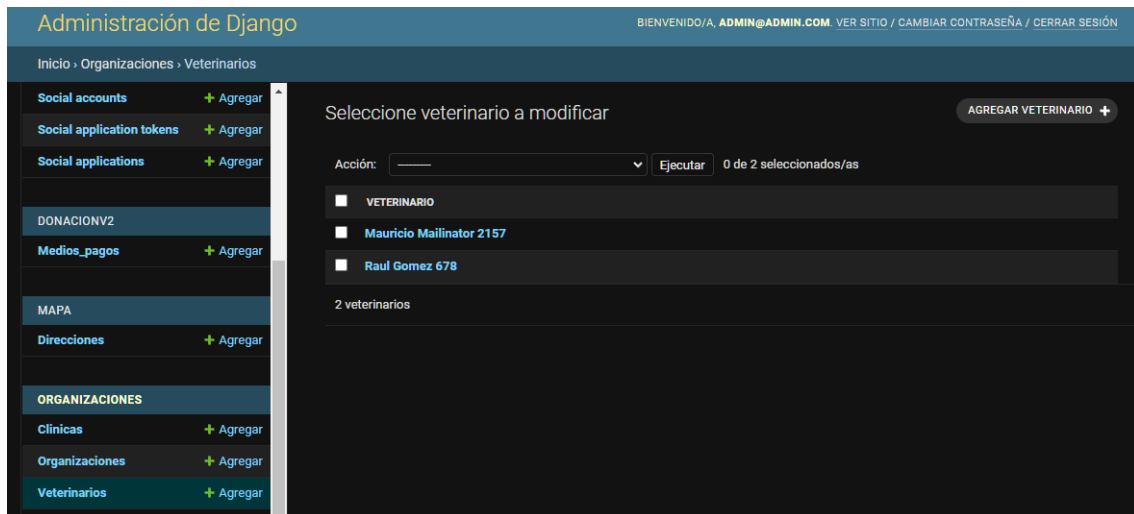 Administración de Django
BIENVENIDO/A, ADMIN@ADMIN.COM. VER SITIO / CAMBIAR CONTRASEÑA / CERRAR SESIÓN
Inicio › Organizaciones › Veterinarios
Social accounts + Agregar
Social application tokens + Agregar
Social applications + Agregar
DONACIONV2
Medios_pagos + Agregar
MAPA
Direcciones + Agregar
ORGANIZACIONES
Clinicas + Agregar
Organizaciones + Agregar
Veterinarios + Agregar
Seleccione veterinario a modificar
AGREGAR VETERINARIO +
Acción: --------- Ejecutar 0 de 2 seleccionados/as
VETERINARIO
Mauricio Mailinator 2157
Raul Gomez 678
2 veterinarios